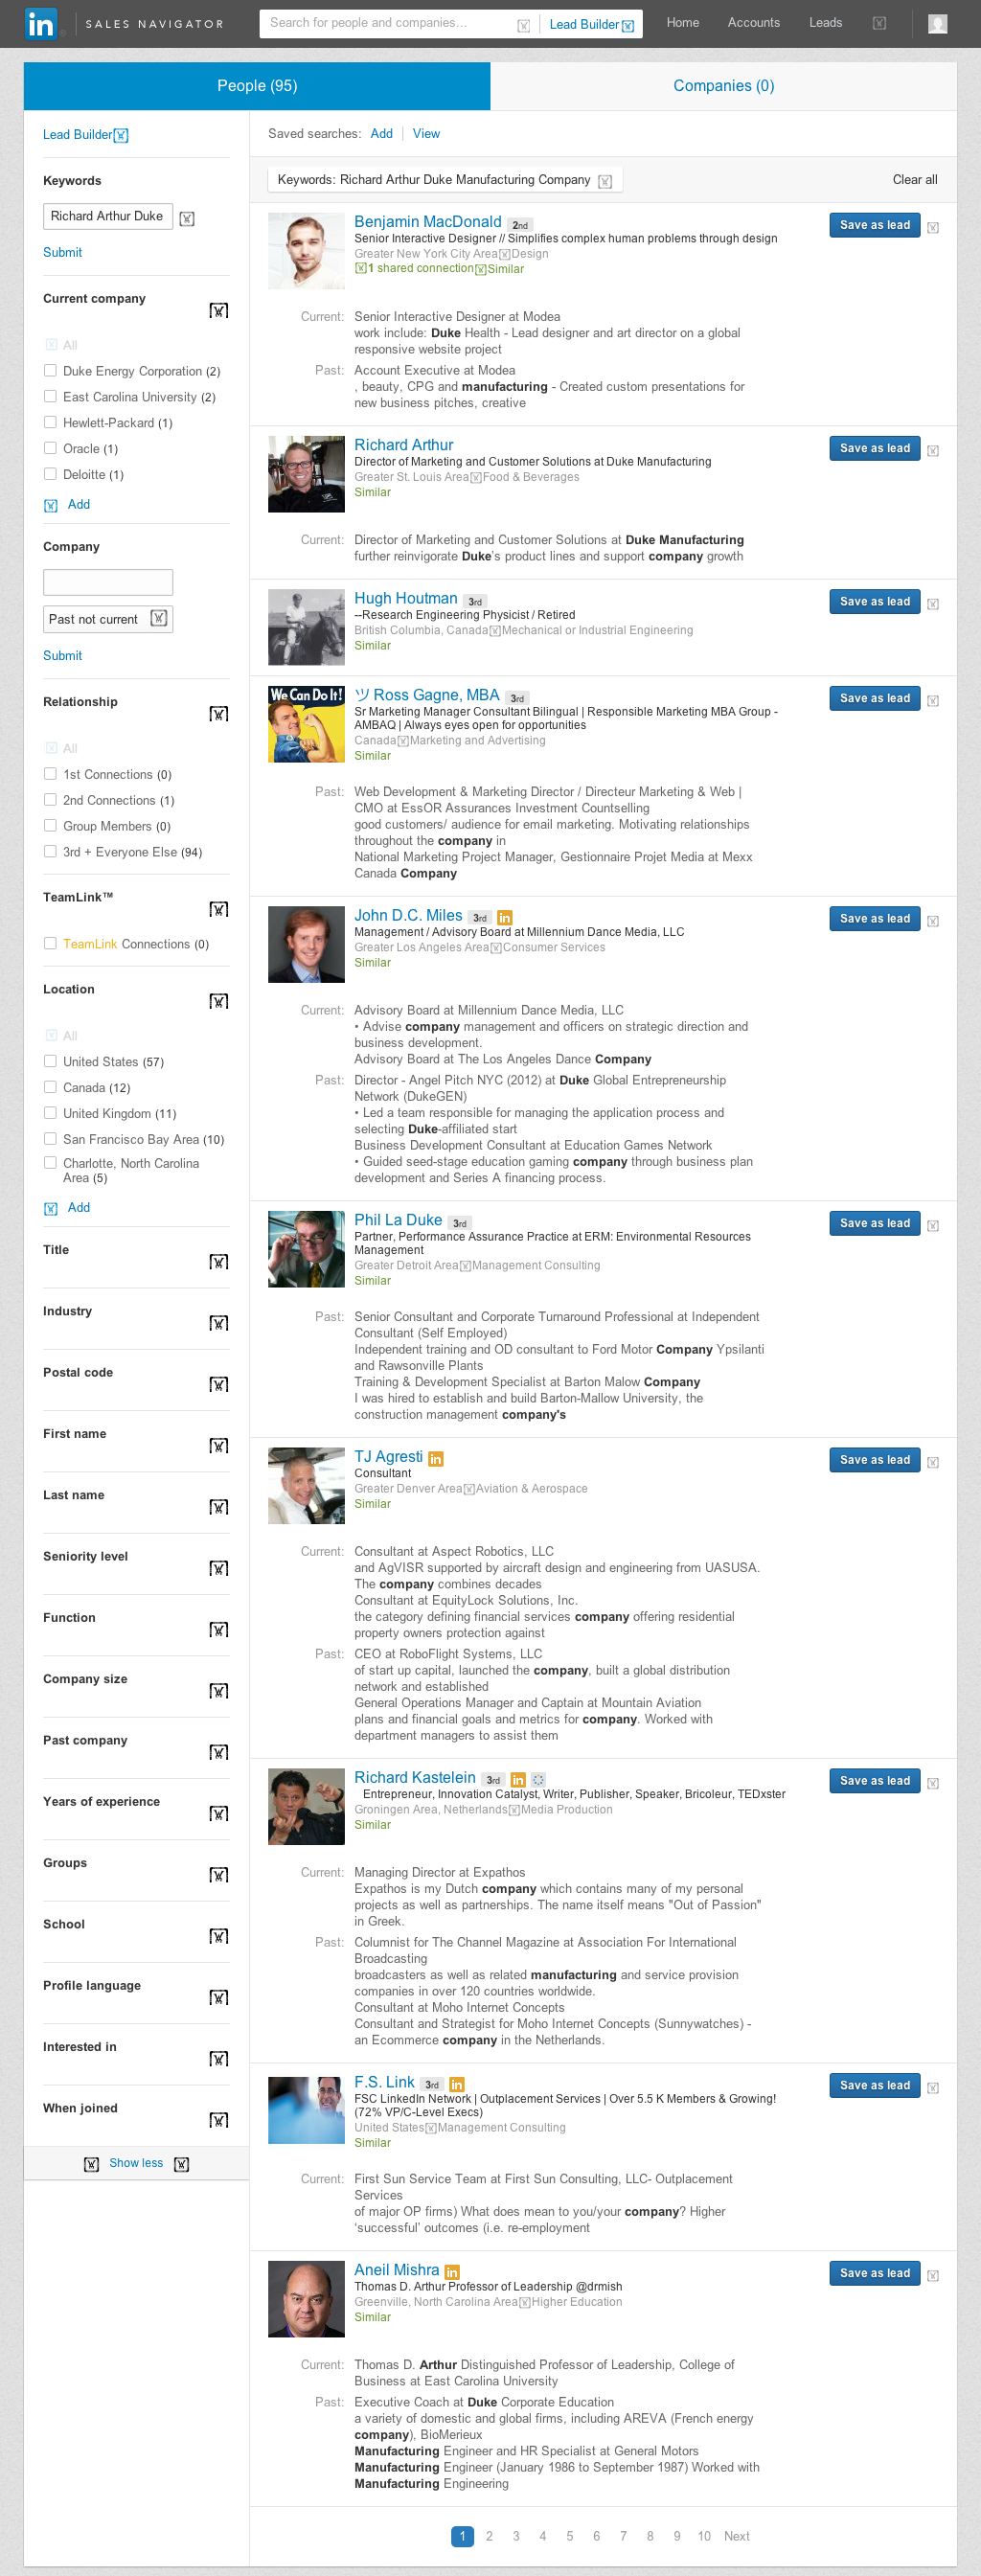 in SALES NAVIGATOR
Search for people and companies...
Lead Builder
Home Accounts Leads
People (95)
Companies (0)
Lead Builder
Keywords
Richard Arthur Duke
Submit
Current company
All
Duke Energy Corporation (2)
East Carolina University (2)
Hewlett-Packard (1)
Oracle (1)
Deloitte (1)
Add
Company
Past not current
Submit
Relationship
All
1st Connections (0)
2nd Connections (1)
Group Members (0)
3rd + Everyone Else (94)
TeamLink™
TeamLink Connections (0)
Location
All
United States (57)
Canada (12)
United Kingdom (11)
San Francisco Bay Area (10)
Charlotte, North Carolina
Area (5)
Add
Title
Industry
Postal code
First name
Last name
Seniority level
Function
Company size
Past company
Years of experience
Groups
School
Profile language
Interested in
When joined
Show less
Saved searches: Add View
Keywords: Richard Arthur Duke Manufacturing Company
Clear all
Benjamin MacDonald 2nd
Save as lead
Senior Interactive Designer // Simplifies complex human problems through design
Greater New York City Area Design
1 shared connection Similar
Current: Senior Interactive Designer at Modea
work include: Duke Health - Lead designer and art director on a global
responsive website project
Past: Account Executive at Modea
, beauty, CPG and manufacturing - Created custom presentations for
new business pitches, creative
Richard Arthur
Save as lead
Director of Marketing and Customer Solutions at Duke Manufacturing
Greater St. Louis Area Food & Beverages
Similar
Current: Director of Marketing and Customer Solutions at Duke Manufacturing
further reinvigorate Duke's product lines and support company growth
Hugh Houtman 3rd
Save as lead
--Research Engineering Physicist / Retired
British Columbia, Canada Mechanical or Industrial Engineering
Similar
We Can Do It!
ツ Ross Gagne, MBA 3rd
Save as lead
Sr Marketing Manager Consultant Bilingual | Responsible Marketing MBA Group -
AMBAQ | Always eyes open for opportunities
Canada Marketing and Advertising
Similar
Past: Web Development & Marketing Director / Directeur Marketing & Web |
CMO at EssOR Assurances Investment Countselling
good customers/ audience for email marketing. Motivating relationships
throughout the company in
National Marketing Project Manager, Gestionnaire Projet Media at Mexx
Canada Company
John D.C. Miles 3rd in
Save as lead
Management / Advisory Board at Millennium Dance Media, LLC
Greater Los Angeles Area Consumer Services
Similar
Current: Advisory Board at Millennium Dance Media, LLC
• Advise company management and officers on strategic direction and
business development.
Advisory Board at The Los Angeles Dance Company
Past: Director - Angel Pitch NYC (2012) at Duke Global Entrepreneurship
Network (DukeGEN)
• Led a team responsible for managing the application process and
selecting Duke-affiliated start
Business Development Consultant at Education Games Network
• Guided seed-stage education gaming company through business plan
development and Series A financing process.
Phil La Duke 3rd
Save as lead
Partner, Performance Assurance Practice at ERM: Environmental Resources
Management
Greater Detroit Area Management Consulting
Similar
Past: Senior Consultant and Corporate Turnaround Professional at Independent
Consultant (Self Employed)
Independent training and OD consultant to Ford Motor Company Ypsilanti
and Rawsonville Plants
Training & Development Specialist at Barton Malow Company
I was hired to establish and build Barton-Mallow University, the
construction management company's
TJ Agresti in
Save as lead
Consultant
Greater Denver Area Aviation & Aerospace
Similar
Current: Consultant at Aspect Robotics, LLC
and AgVISR supported by aircraft design and engineering from UASUSA.
The company combines decades
Consultant at EquityLock Solutions, Inc.
the category defining financial services company offering residential
property owners protection against
Past: CEO at RoboFlight Systems, LLC
of start up capital, launched the company, built a global distribution
network and established
General Operations Manager and Captain at Mountain Aviation
plans and financial goals and metrics for company. Worked with
department managers to assist them
Richard Kastelein 3rd in
Save as lead
Entrepreneur, Innovation Catalyst, Writer, Publisher, Speaker, Bricoleur, TEDxster
Groningen Area, Netherlands Media Production
Similar
Current: Managing Director at Expathos
Expathos is my Dutch company which contains many of my personal
projects as well as partnerships. The name itself means "Out of Passion"
in Greek.
Past: Columnist for The Channel Magazine at Association For International
Broadcasting
broadcasters as well as related manufacturing and service provision
companies in over 120 countries worldwide.
Consultant at Moho Internet Concepts
Consultant and Strategist for Moho Internet Concepts (Sunnywatches) -
an Ecommerce company in the Netherlands.
F.S. Link 3rd in
Save as lead
FSC LinkedIn Network | Outplacement Services | Over 5.5 K Members & Growing!
(72% VP/C-Level Execs)
United States Management Consulting
Similar
Current: First Sun Service Team at First Sun Consulting, LLC- Outplacement
Services
of major OP firms) What does mean to you/your company? Higher
‘successful’ outcomes (i.e. re-employment
Aneil Mishra in
Save as lead
Thomas D. Arthur Professor of Leadership @drmish
Greenville, North Carolina Area Higher Education
Similar
Current: Thomas D. Arthur Distinguished Professor of Leadership, College of
Business at East Carolina University
Past: Executive Coach at Duke Corporate Education
a variety of domestic and global firms, including AREVA (French energy
company), BioMerieux
Manufacturing Engineer and HR Specialist at General Motors
Manufacturing Engineer (January 1986 to September 1987) Worked with
Manufacturing Engineering
1 2 3 4 5 6 7 8 9 10 Next